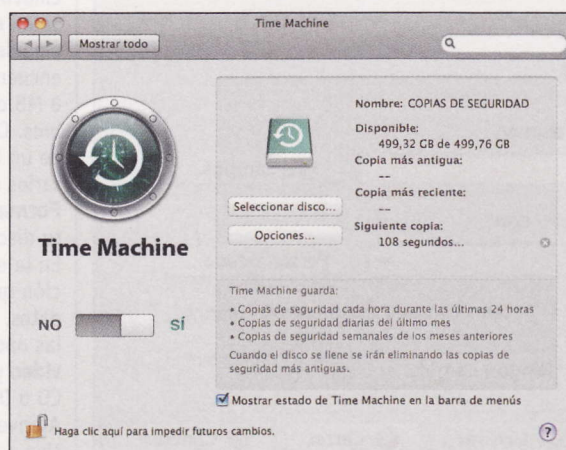 Time Machine
Mostrar todo
Nombre: COPIAS DE SEGURIDAD
Disponible:
499,32 GB de 499,76 GB
Copia más antigua:
--
Copia más reciente:
--
Siguiente copia:
108 segundos...
Seleccionar disco...
Opciones...
Time Machine
NO SÍ
Time Machine guarda:
• Copias de seguridad cada hora durante las últimas 24 horas
• Copias de seguridad diarias del último mes
• Copias de seguridad semanales de los meses anteriores
Cuando el disco se llene se irán eliminando las copias de
seguridad más antiguas.
Mostrar estado de Time Machine en la barra de menús
Haga clic aquí para impedir futuros cambios.
?